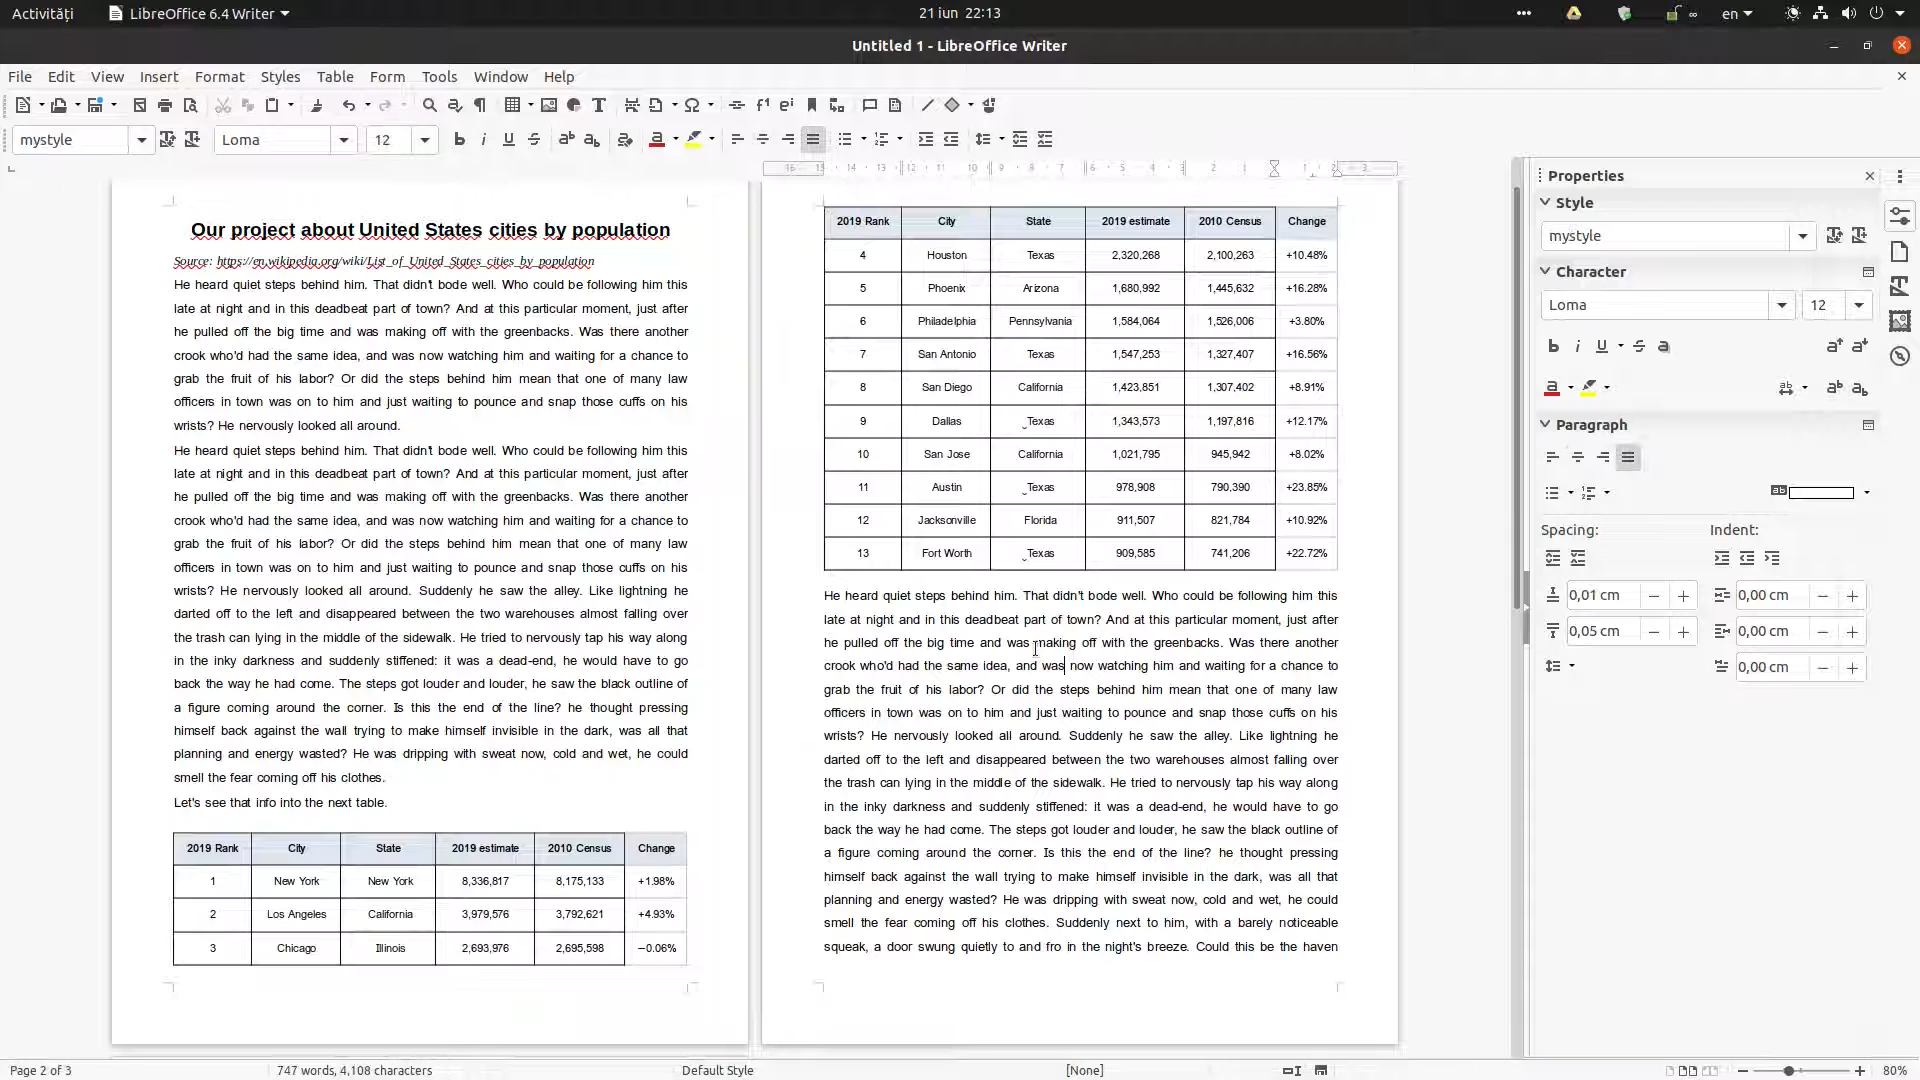 Activități
LibreOffice 6.4 Writer
21 iun 22:13
en
Untitled 1 - LibreOffice Writer
File Edit View Insert Format Styles Table Form Tools Window Help
mystyle Loma 12
16 15 14 13 12 11 10 9 8 7 6 5 4 3 2 1 1 2 3
Our project about United States cities by population
Source: https://en.wikipedia.org/wiki/List_of_United_States_cities_by_population
He heard quiet steps behind him. That didn't bode well. Who could be following him this
late at night and in this deadbeat part of town? And at this particular moment, just after
he pulled off the big time and was making off with the greenbacks. Was there another
crook who'd had the same idea, and was now watching him and waiting for a chance to
grab the fruit of his labor? Or did the steps behind him mean that one of many law
officers in town was on to him and just waiting to pounce and snap those cuffs on his
wrists? He nervously looked all around.
He heard quiet steps behind him. That didn't bode well. Who could be following him this
late at night and in this deadbeat part of town? And at this particular moment, just after
he pulled off the big time and was making off with the greenbacks. Was there another
crook who'd had the same idea, and was now watching him and waiting for a chance to
grab the fruit of his labor? Or did the steps behind him mean that one of many law
officers in town was on to him and just waiting to pounce and snap those cuffs on his
wrists? He nervously looked all around. Suddenly he saw the alley. Like lightning he
darted off to the left and disappeared between the two warehouses almost falling over
the trash can lying in the middle of the sidewalk. He tried to nervously tap his way along
in the inky darkness and suddenly stiffened: it was a dead-end, he would have to go
back the way he had come. The steps got louder and louder, he saw the black outline of
a figure coming around the corner. Is this the end of the line? he thought pressing
himself back against the wall trying to make himself invisible in the dark, was all that
planning and energy wasted? He was dripping with sweat now, cold and wet, he could
smell the fear coming off his clothes.
Let's see that info into the next table.
2019 Rank City State 2019 estimate 2010 Census Change
1 New York New York 8,336,817 8,175,133 +1.98%
2 Los Angeles California 3,979,576 3,792,621 +4.93%
3 Chicago Illinois 2,693,976 2,695,598 −0.06%
2019 Rank City State 2019 estimate 2010 Census Change
4 Houston Texas 2,320,268 2,100,263 +10.48%
5 Phoenix Arizona 1,680,992 1,445,632 +16.28%
6 Philadelphia Pennsylvania 1,584,064 1,526,006 +3.80%
7 San Antonio Texas 1,547,253 1,327,407 +16.56%
8 San Diego California 1,423,851 1,307,402 +8.91%
9 Dallas Texas 1,343,573 1,197,816 +12.17%
10 San Jose California 1,021,795 945,942 +8.02%
11 Austin Texas 978,908 790,390 +23.85%
12 Jacksonville Florida 911,507 821,784 +10.92%
13 Fort Worth Texas 909,585 741,206 +22.72%
He heard quiet steps behind him. That didn't bode well. Who could be following him this
late at night and in this deadbeat part of town? And at this particular moment, just after
he pulled off the big time and was making off with the greenbacks. Was there another
crook who'd had the same idea, and was now watching him and waiting for a chance to
grab the fruit of his labor? Or did the steps behind him mean that one of many law
officers in town was on to him and just waiting to pounce and snap those cuffs on his
wrists? He nervously looked all around. Suddenly he saw the alley. Like lightning he
darted off to the left and disappeared between the two warehouses almost falling over
the trash can lying in the middle of the sidewalk. He tried to nervously tap his way along
in the inky darkness and suddenly stiffened: it was a dead-end, he would have to go
back the way he had come. The steps got louder and louder, he saw the black outline of
a figure coming around the corner. Is this the end of the line? he thought pressing
himself back against the wall trying to make himself invisible in the dark, was all that
planning and energy wasted? He was dripping with sweat now, cold and wet, he could
smell the fear coming off his clothes. Suddenly next to him, with a barely noticeable
squeak, a door swung quietly to and fro in the night's breeze. Could this be the haven
Properties
Style
mystyle
Character
Loma 12
Paragraph
Spacing: Indent:
0,01 cm 0,00 cm
0,05 cm 0,00 cm
0,00 cm
Page 2 of 3 747 words, 4,108 characters Default Style [None] 80%